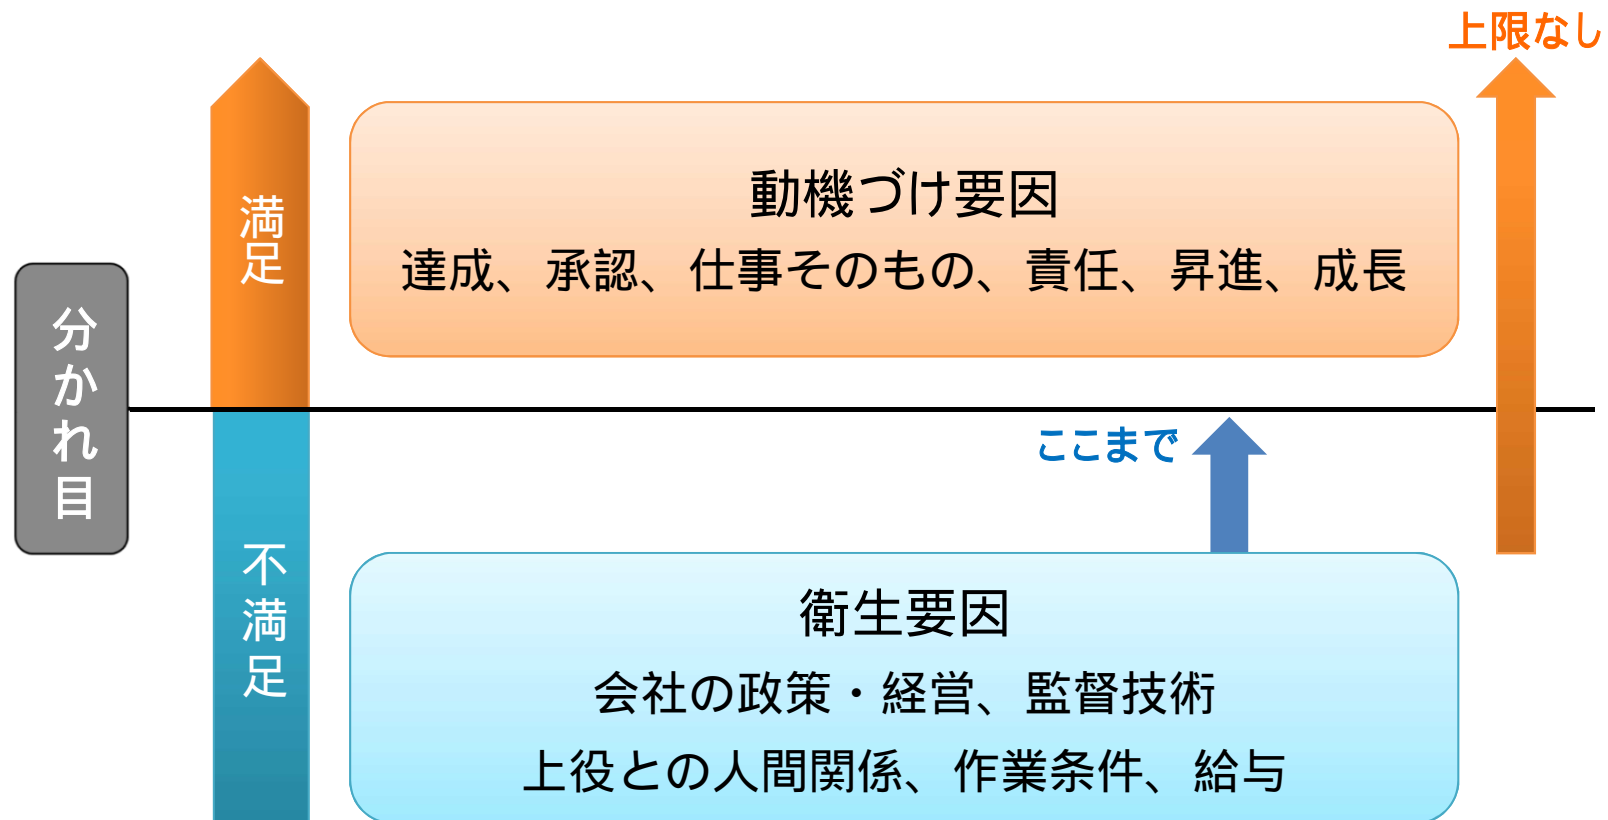 上限なし
満足
動機づけ要因
達成、承認、仕事そのもの、責任、昇進、成長
分かれ目
ここまで
不満足
衛生要因
会社の政策・経営、監督技術
上役との人間関係、作業条件、給与